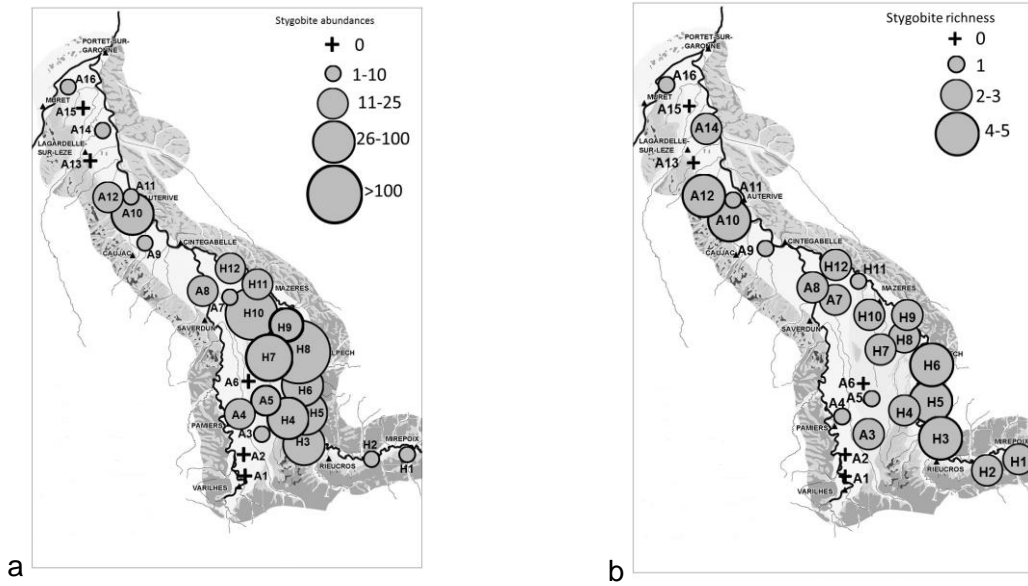 Stygobite abundances
0
1-10
11-25
26-100
>100
PORTET-SUR-
GARONNE
A16
MURET
A15
A14
LAGARDELLE-
SUR-LEZE
A13
A11
A12
AUTERIVE
A10
A9
CINTEGABELLE
CAUJAC
H12
H11
A8
MAZERES
A7
H10
H9
SAVERDUN
H8
LPECH
H7
A6
H6
A5
A4
H5
H4
PAMIERS
A3
H3
H2
MIREPOIX
A2
RIEUCROS
H1
A1
VARILHES
a
Stygobite richness
0
1
2-3
4-5
PORTET-SUR-
GARONNE
A16
MURET
A15
A14
LAGARDELLE-
SUR-LEZE
A13
A11
A12
AUTERIVE
A10
A9
CINTEGABELLE
CAUJAC
H12
H11
A8
MAZERES
A7
H10
H9
SAVERDUN
H8
H7
ECH
H6
A6
A5
H5
A4
H4
PAMIERS
A3
H3
MIREPOIX
A2
RIEUCROS
H1
H2
A1
VARILHES
b